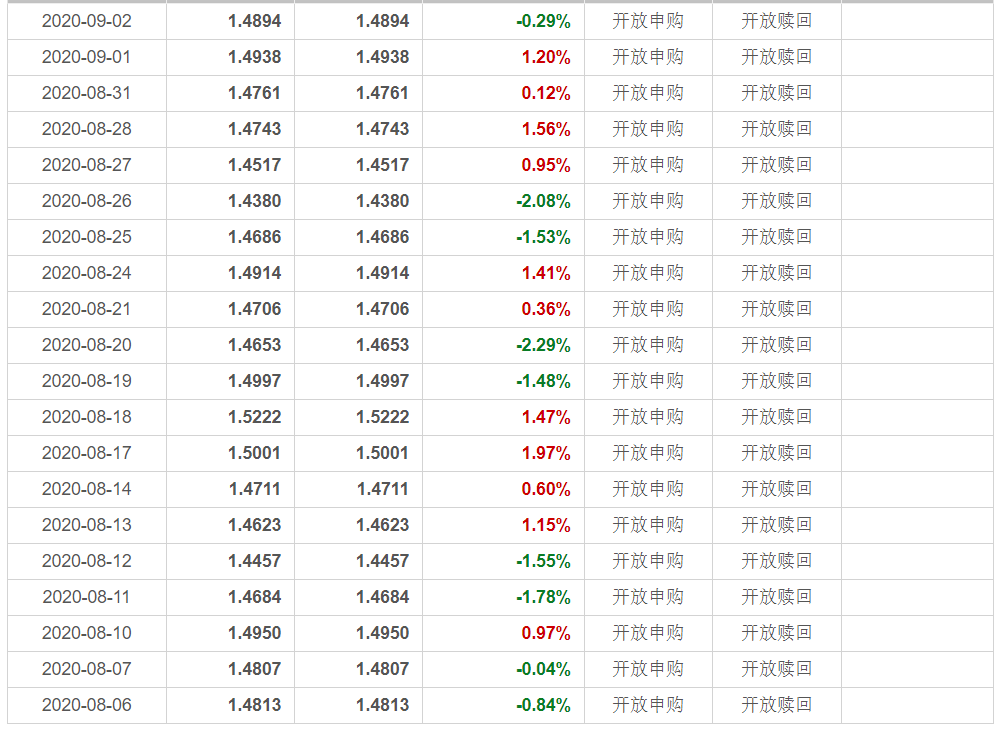 2020-09-02 1.4894 1.4894 -0.29% 开放申购 开放赎回
2020-09-01 1.4938 1.4938 1.20% 开放申购 开放赎回
2020-08-31 1.4761 1.4761 0.12% 开放申购 开放赎回
2020-08-28 1.4743 1.4743 1.56% 开放申购 开放赎回
2020-08-27 1.4517 1.4517 0.95% 开放申购 开放赎回
2020-08-26 1.4380 1.4380 -2.08% 开放申购 开放赎回
2020-08-25 1.4686 1.4686 -1.53% 开放申购 开放赎回
2020-08-24 1.4914 1.4914 1.41% 开放申购 开放赎回
2020-08-21 1.4706 1.4706 0.36% 开放申购 开放赎回
2020-08-20 1.4653 1.4653 -2.29% 开放申购 开放赎回
2020-08-19 1.4997 1.4997 -1.48% 开放申购 开放赎回
2020-08-18 1.5222 1.5222 1.47% 开放申购 开放赎回
2020-08-17 1.5001 1.5001 1.97% 开放申购 开放赎回
2020-08-14 1.4711 1.4711 0.60% 开放申购 开放赎回
2020-08-13 1.4623 1.4623 1.15% 开放申购 开放赎回
2020-08-12 1.4457 1.4457 -1.55% 开放申购 开放赎回
2020-08-11 1.4684 1.4684 -1.78% 开放申购 开放赎回
2020-08-10 1.4950 1.4950 0.97% 开放申购 开放赎回
2020-08-07 1.4807 1.4807 -0.04% 开放申购 开放赎回
2020-08-06 1.4813 1.4813 -0.84% 开放申购 开放赎回